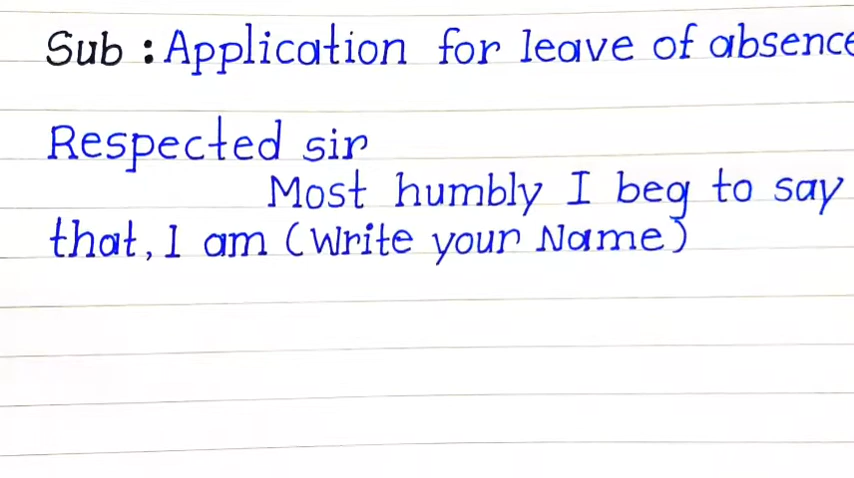 Sub : Application for leave of absence
Respected sir
Most humbly I beg to say
that, I am (Write your Name)